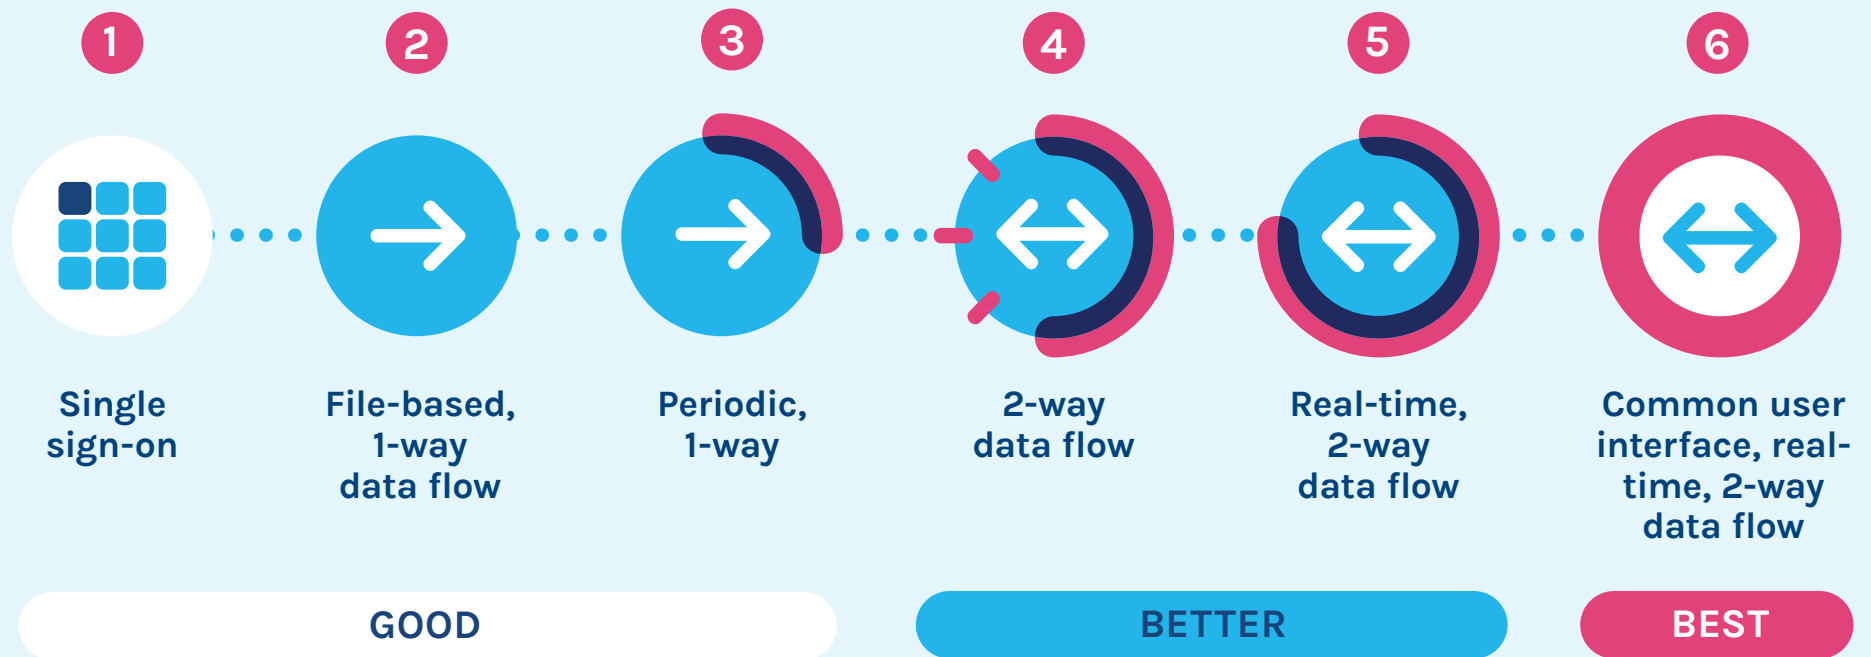 1
2
3
4
5
6
Single
sign-on
File-based,
1-way
data flow
Periodic,
1-way
2-way
data flow
Real-time,
2-way
data flow
Common user
interface, real-
time, 2-way
data flow
GOOD
BETTER
BEST